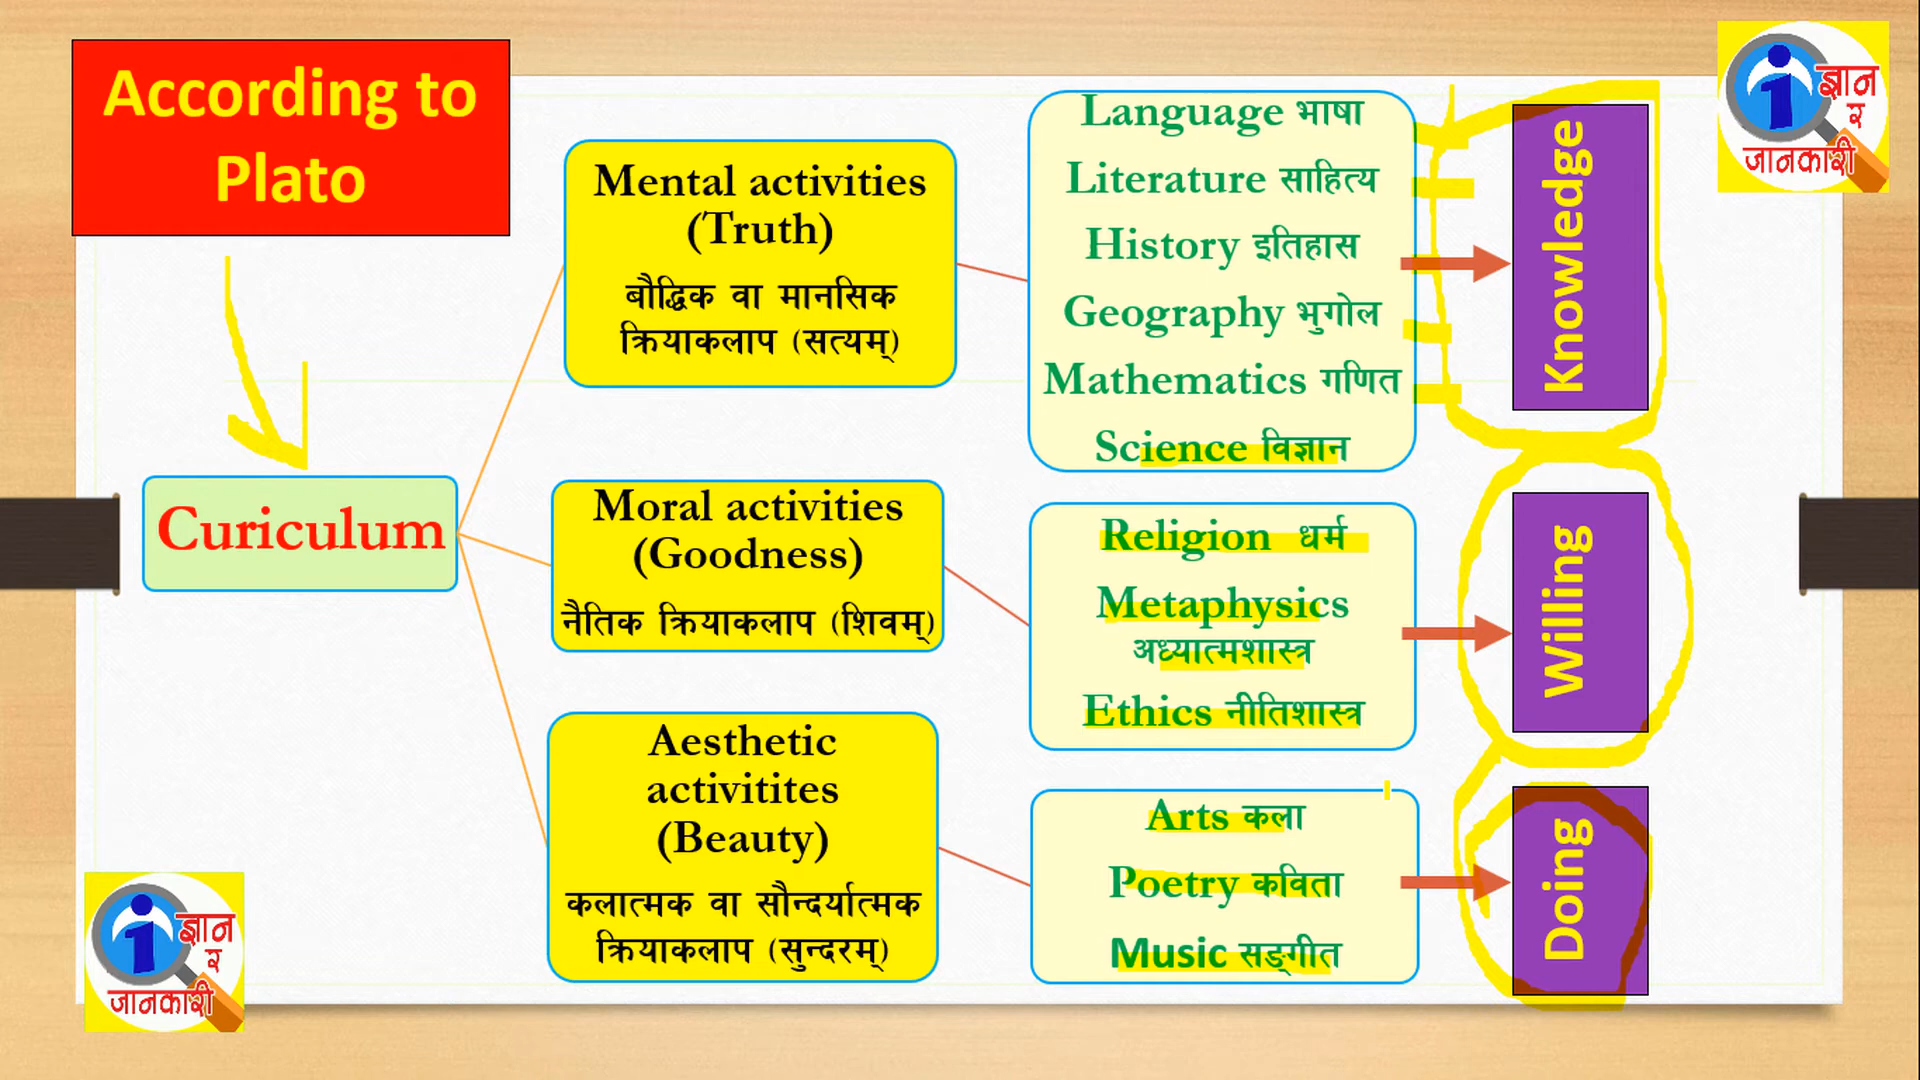 According to
Plato
Curiculum
Mental activities
(Truth)
बौद्धिक वा मानसिक
क्रियाकलाप (सत्यम्)
Moral activities
(Goodness)
नैतिक क्रियाकलाप (शिवम्)
Aesthetic
activitites
(Beauty)
कलात्मक वा सौन्दर्यात्मक
क्रियाकलाप (सुन्दरम्)
Language भाषा
Literature साहित्य
History इतिहास
Geography भुगोल
Mathematics गणित
Science विज्ञान
Religion धर्म
Metaphysics
अध्यात्मशास्त्र
Ethics नीतिशास्त्र
Arts कला
Poetry कविता
Music सङ्गीत
Knowledge
Willing
Doing
i ज्ञान
र
जानकारी
i ज्ञान
र
जानकारी